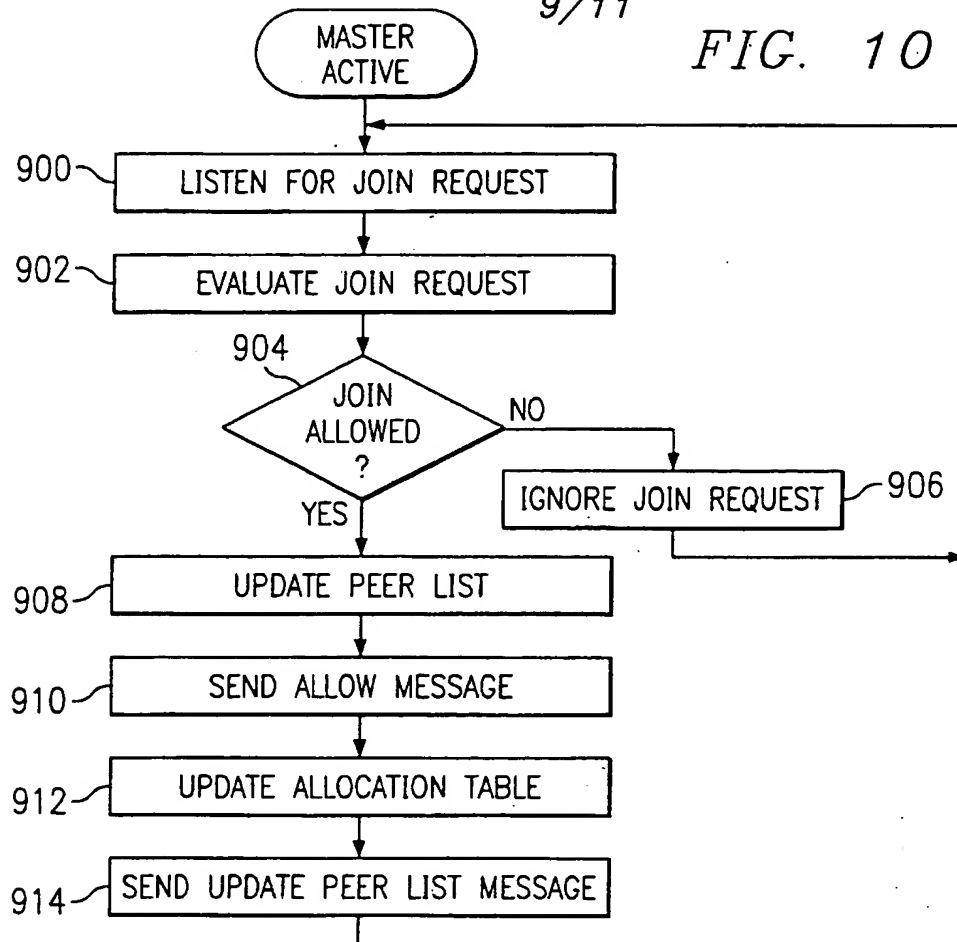 9/11
FIG. 10
MASTER
ACTIVE
900
LISTEN FOR JOIN REQUEST
902
EVALUATE JOIN REQUEST
904
JOIN
ALLOWED
?
NO
YES
IGNORE JOIN REQUEST
906
908
UPDATE PEER LIST
910
SEND ALLOW MESSAGE
912
UPDATE ALLOCATION TABLE
914
SEND UPDATE PEER LIST MESSAGE